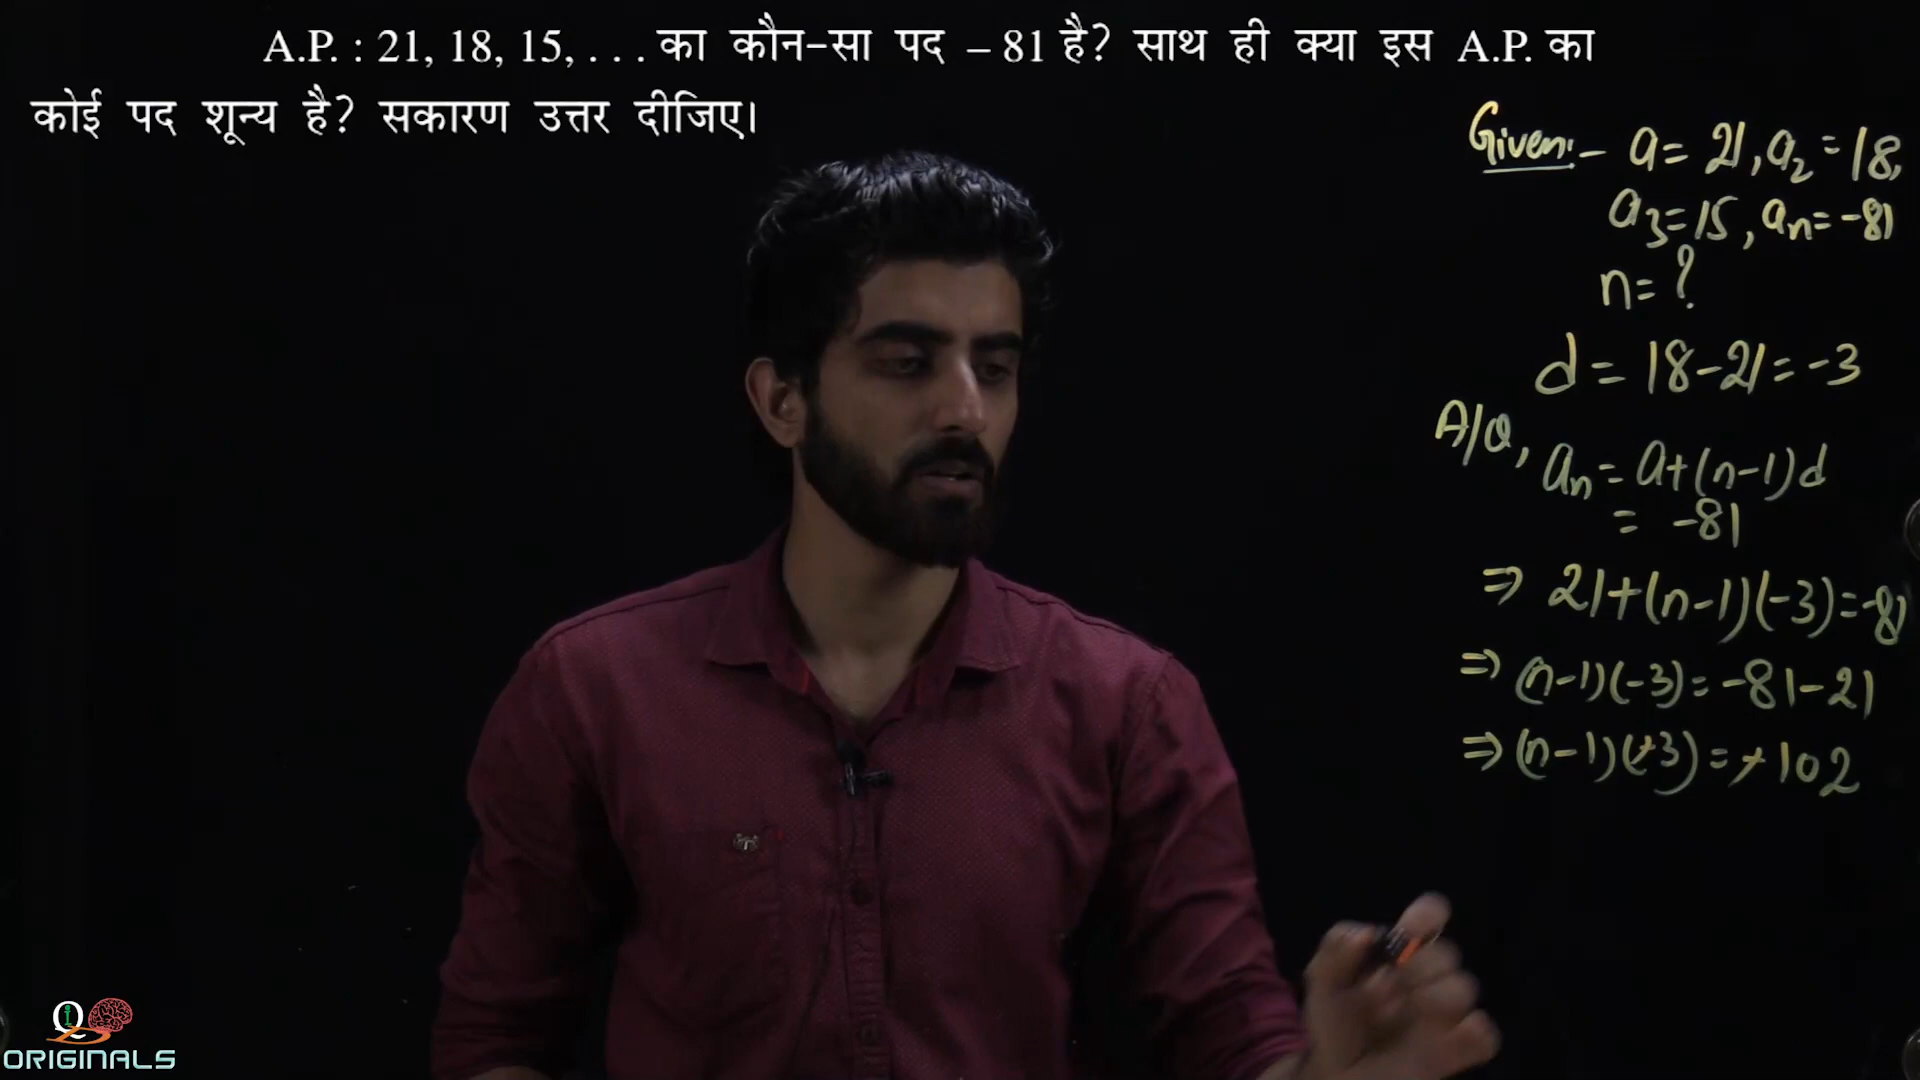 A.P. : 21, 18, 15, . . . का कौन-सा पद – 81 है? साथ ही क्या इस A.P. का
कोई पद शून्य है? सकारण उत्तर दीजिए।
Given:- a = 21, a₂ = 18,
a₃=15, aₙ= -81
n= ?
d = 18-21 = -3
A/Q, aₙ = a+(n-1)d
= -81
⇒ 21+(n-1)(-3)=-81
⇒ (n-1)(-3)= -81-21
⇒ (n-1)(-3)= -102
QiD
ORIGINALS